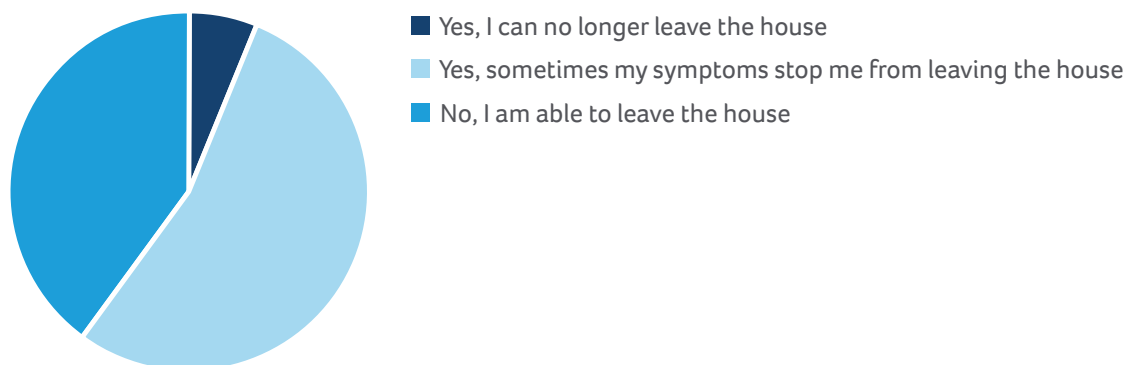 Yes, I can no longer leave the house
Yes, sometimes my symptoms stop me from leaving the house
No, I am able to leave the house